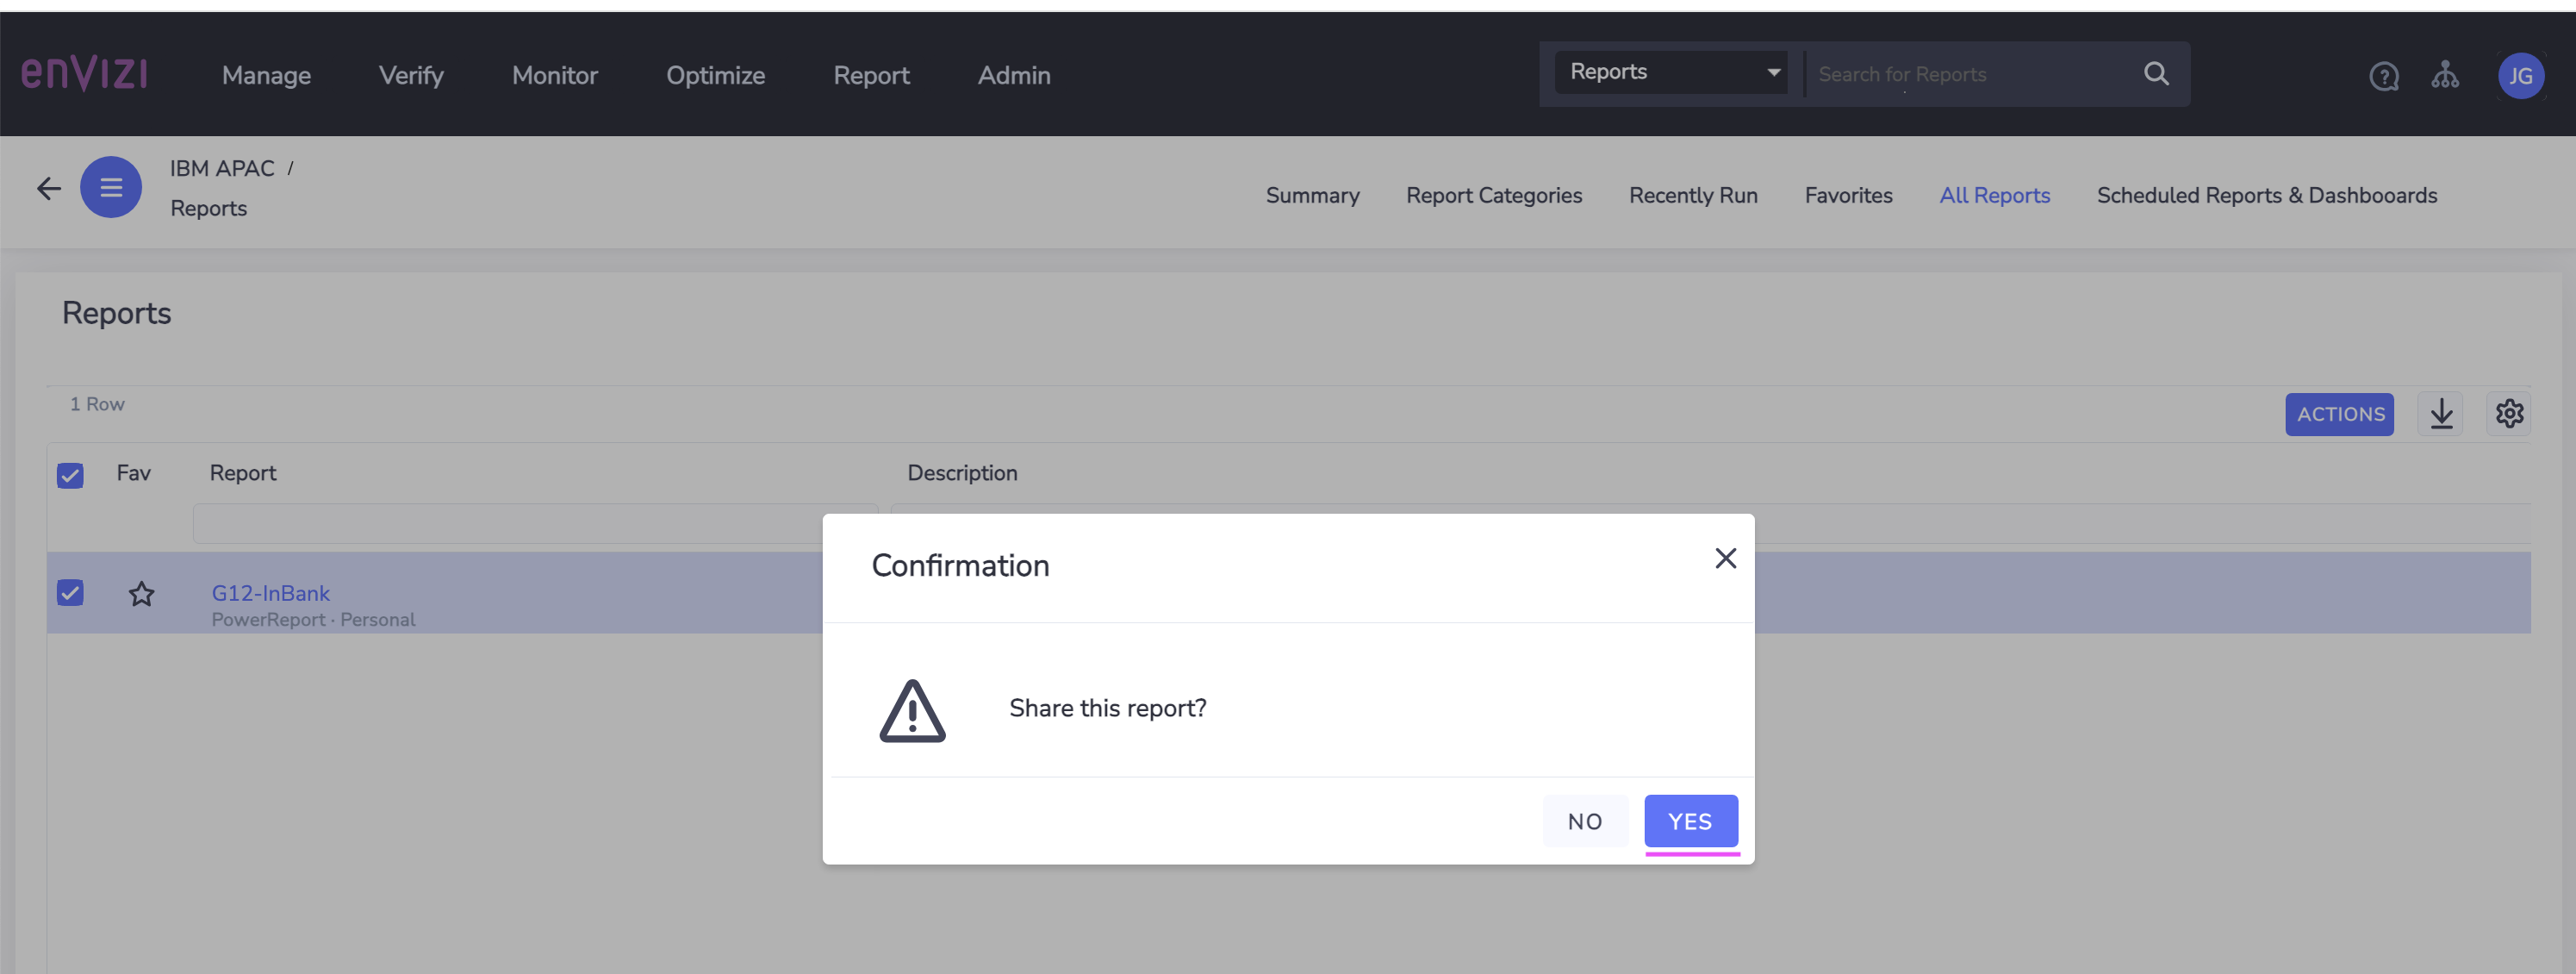 enVizi
Manage Verify Monitor Optimize Report Admin
Reports Search for Reports
JG
IBM APAC /
Reports
Summary Report Categories Recently Run Favorites All Reports Scheduled Reports & Dashbooards
Reports
1 Row
ACTIONS
Fav Report Description
G12-InBank
PowerReport · Personal
Confirmation
Share this report?
NO YES